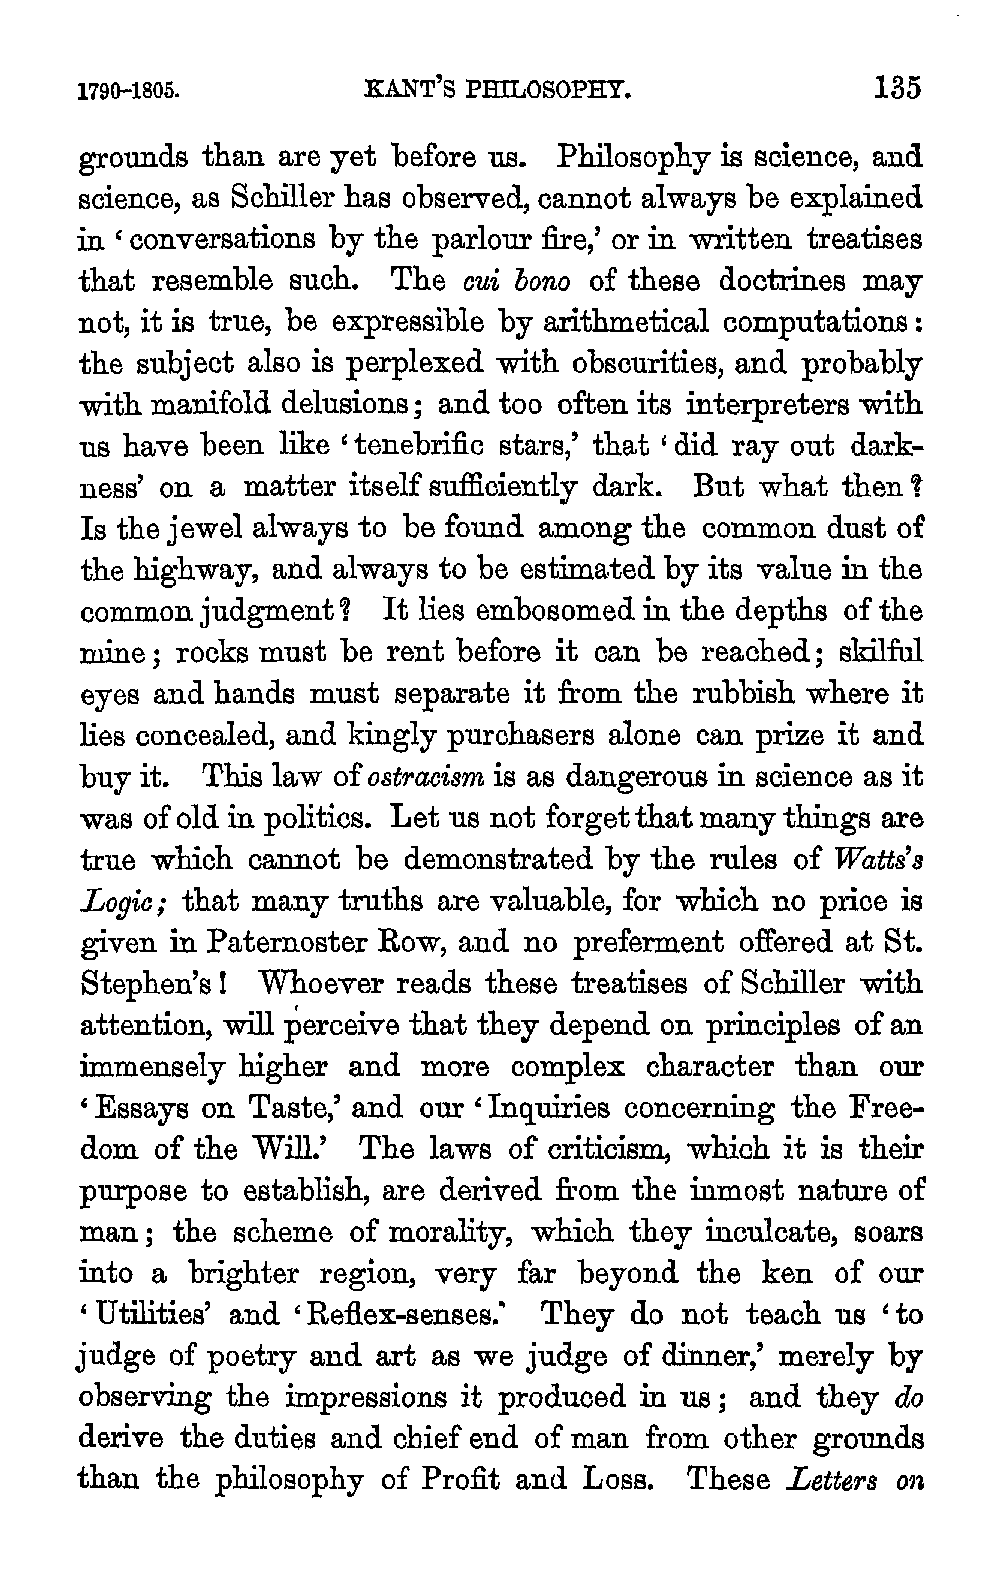 1790–1805. KANT'S PHILOSOPHY. 135
grounds than are yet before us. Philosophy is science, and
science, as Schiller has observed, cannot always be explained
in ‘conversations by the parlour fire,’ or in written treatises
that resemble such. The cui bono of these doctrines may
not, it is true, be expressible by arithmetical computations:
the subject also is perplexed with obscurities, and probably
with manifold delusions; and too often its interpreters with
us have been like ‘tenebrific stars,’ that ‘did ray out dark-
ness’ on a matter itself sufficiently dark. But what then?
Is the jewel always to be found among the common dust of
the highway, and always to be estimated by its value in the
common judgment? It lies embosomed in the depths of the
mine; rocks must be rent before it can be reached; skilful
eyes and hands must separate it from the rubbish where it
lies concealed, and kingly purchasers alone can prize it and
buy it. This law of ostracism is as dangerous in science as it
was of old in politics. Let us not forget that many things are
true which cannot be demonstrated by the rules of Watts's
Logic; that many truths are valuable, for which no price is
given in Paternoster Row, and no preferment offered at St.
Stephen's! Whoever reads these treatises of Schiller with
attention, will perceive that they depend on principles of an
immensely higher and more complex character than our
‘Essays on Taste,’ and our ‘Inquiries concerning the Free-
dom of the Will.’ The laws of criticism, which it is their
purpose to establish, are derived from the inmost nature of
man; the scheme of morality, which they inculcate, soars
into a brighter region, very far beyond the ken of our
‘Utilities’ and ‘Reflex-senses.’ They do not teach us ‘to
judge of poetry and art as we judge of dinner,’ merely by
observing the impressions it produced in us; and they do
derive the duties and chief end of man from other grounds
than the philosophy of Profit and Loss. These Letters on